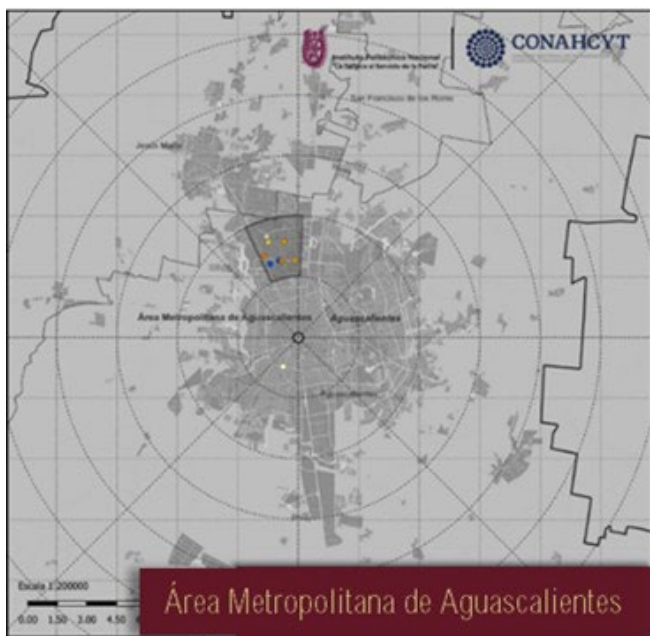 Instituto Politécnico Nacional
"La Técnica al Servicio de la Patria"
CONAHCYT
San Francisco de los Romo
Jesús María
Área Metropolitana de Aguascalientes
Aguascalientes
Aguascalientes
Escala 1:200000
0.00 1.50 3.00 4.50
Área Metropolitana de Aguascalientes